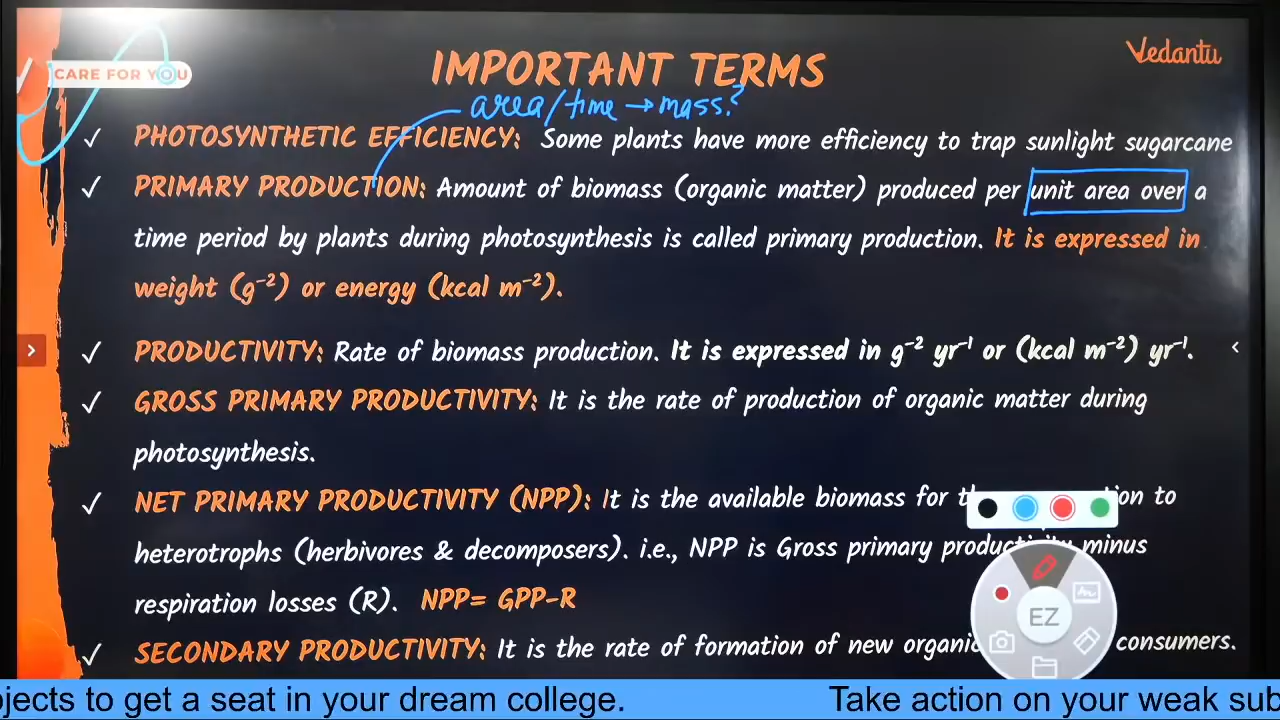 IMPORTANT TERMS
Vedantu
CARE FOR YOU
area/time → mass?
✓ PHOTOSYNTHETIC EFFICIENCY: Some plants have more efficiency to trap sunlight sugarcane
✓ PRIMARY PRODUCTION: Amount of biomass (organic matter) produced per unit area over a
time period by plants during photosynthesis is called primary production. It is expressed in
weight (g⁻²) or energy (kcal m⁻²).
✓ PRODUCTIVITY: Rate of biomass production. It is expressed in g⁻² yr⁻¹ or (kcal m⁻²) yr⁻¹.
✓ GROSS PRIMARY PRODUCTIVITY: It is the rate of production of organic matter during
photosynthesis.
✓ NET PRIMARY PRODUCTIVITY (NPP): It is the available biomass for to
heterotrophs (herbivores & decomposers). i.e., NPP is Gross primary productivity minus
respiration losses (R). NPP= GPP-R
✓ SECONDARY PRODUCTIVITY: It is the rate of formation of new organic consumers.
EZ
jects to get a seat in your dream college. Take action on your weak sub